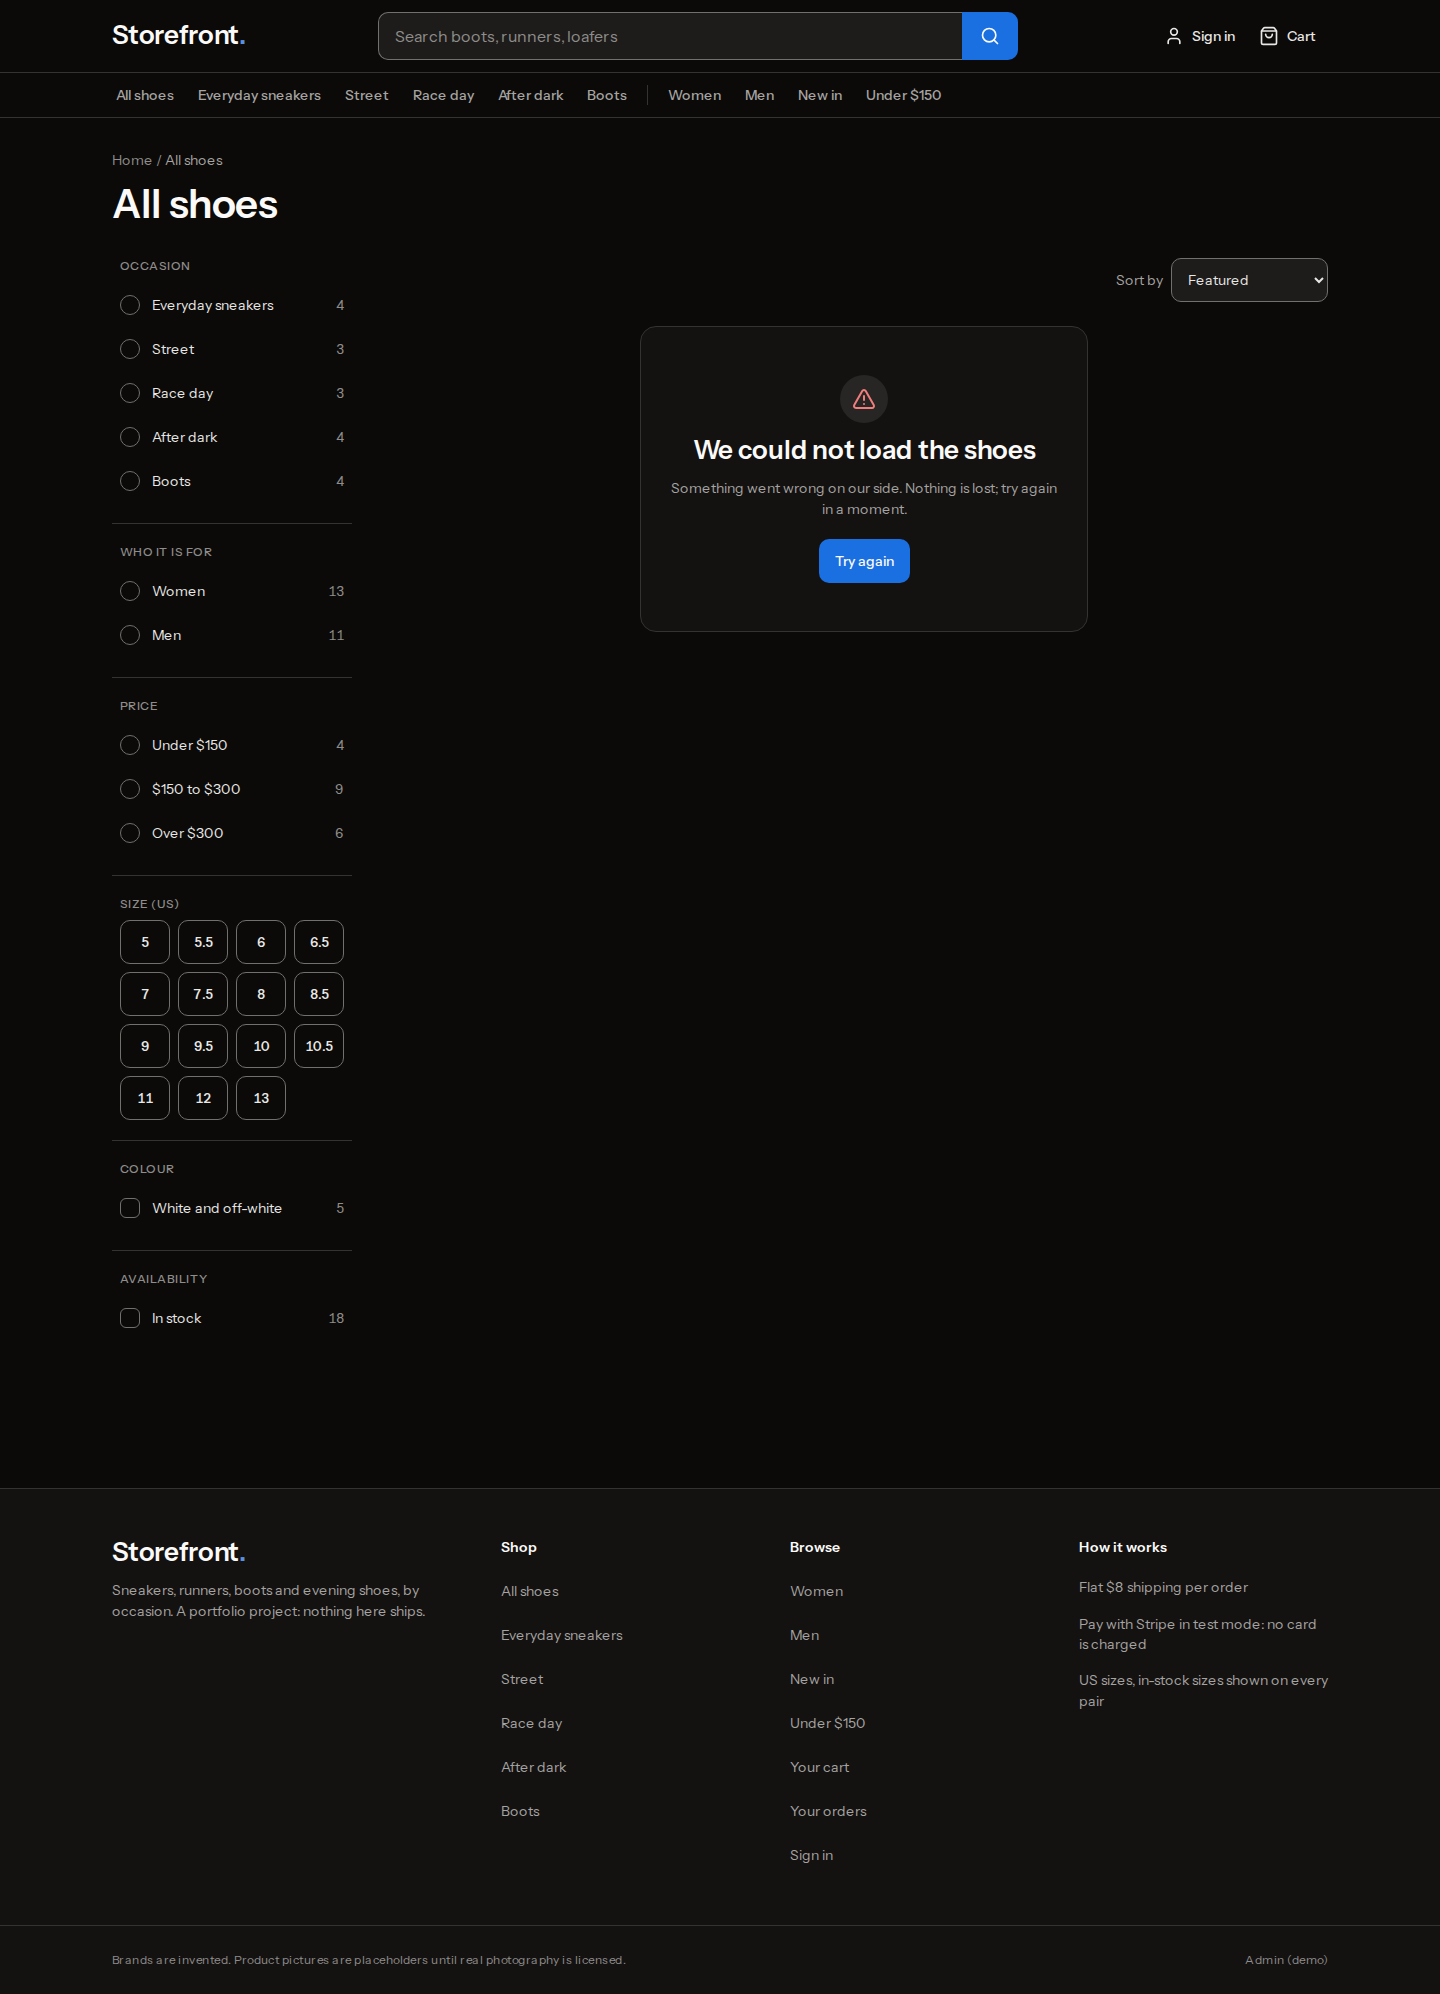 Storefront.
Search boots, runners, loafers
Sign in
Cart
All shoes
Everyday sneakers
Street
Race day
After dark
Boots
Women
Men
New in
Under $150
Home / All shoes
All shoes
OCCASION
Everyday sneakers 4
Street 3
Race day 3
After dark 4
Boots 4
WHO IT IS FOR
Women 13
Men 11
PRICE
Under $150 4
$150 to $300 9
Over $300 6
SIZE (US)
5 5.5 6 6.5
7 7.5 8 8.5
9 9.5 10 10.5
11 12 13
COLOUR
White and off-white 5
AVAILABILITY
In stock 18
Sort by Featured
We could not load the shoes
Something went wrong on our side. Nothing is lost; try again
in a moment.
Try again
Storefront.
Sneakers, runners, boots and evening shoes, by
occasion. A portfolio project: nothing here ships.
Shop
All shoes
Everyday sneakers
Street
Race day
After dark
Boots
Browse
Women
Men
New in
Under $150
Your cart
Your orders
Sign in
How it works
Flat $8 shipping per order
Pay with Stripe in test mode: no card
is charged
US sizes, in-stock sizes shown on every
pair
Brands are invented. Product pictures are placeholders until real photography is licensed.
Admin (demo)